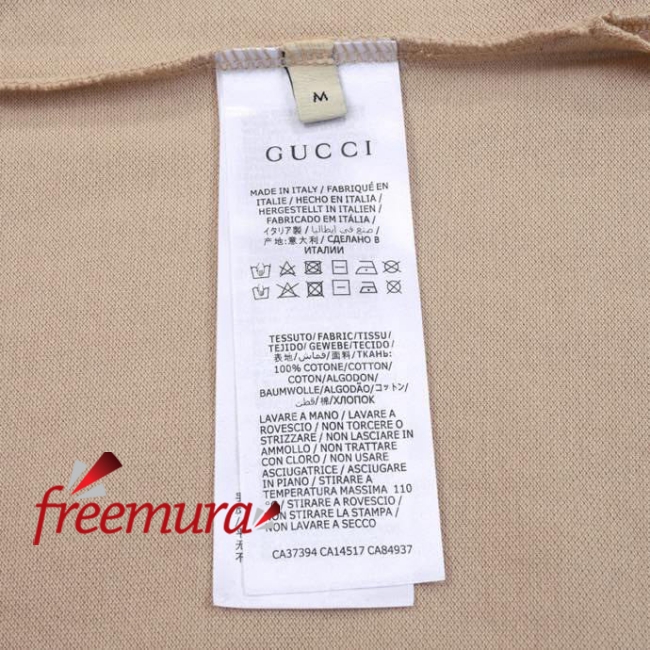 M
GUCCI
MADE IN ITALY / FABRIQUÉ EN
ITALIE / HECHO EN ITALIA /
HERGESTELLT IN ITALIEN /
FABRICADO EM ITÁLIA /
イタリア製 / صنع في إيطاليا /
产地:意大利 / СДЕЛАНО В
ИТАЛИИ
TESSUTO/FABRIC/TISSU/
TEJIDO/ GEWEBE/TECIDO/
表地/قماش/面料/ТКАНЬ:
100% COTONE/COTTON/
COTON/ALGODON/
BAUMWOLLE/ALGODÃO/コットン/
قطن/棉/ХЛОПОК
LAVARE A MANO / LAVARE A
ROVESCIO / NON TORCERE O
STRIZZARE / NON LASCIARE IN
AMMOLLO / NON TRATTARE
CON CLORO / NON USARE
ASCIUGATRICE / ASCIUGARE
IN PIANO / STIRARE A
TEMPERATURA MASSIMA 110
/ STIRARE A ROVESCIO /
NON STIRARE LA STAMPA /
NON LAVARE A SECCO
CA37394 CA14517 CA84937
freemura